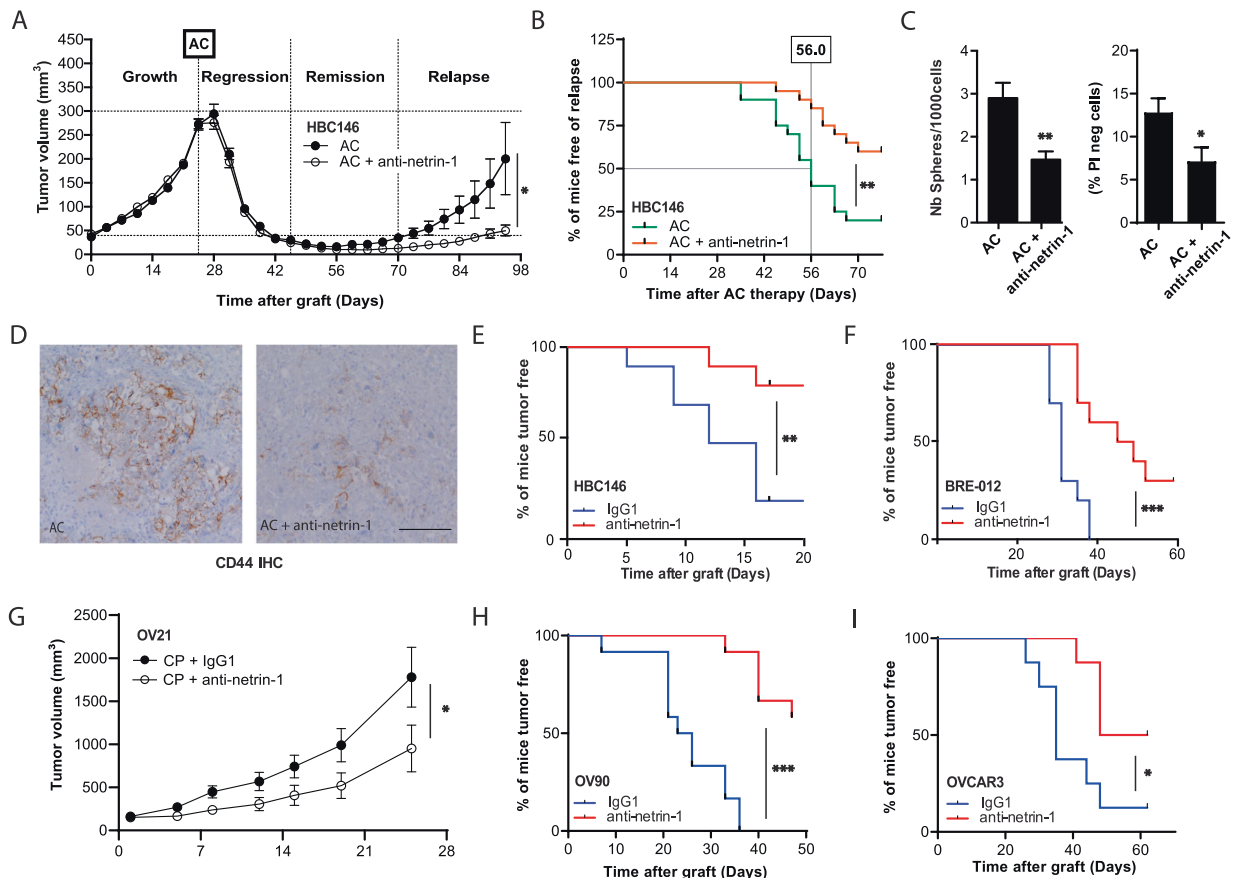 A
AC
Tumor volume (mm³)
450
400
350
300
250
200
150
100
50
0
Growth
Regression
Remission
Relapse
HBC146
AC
AC + anti-netrin-1
*
0 14 28 42 56 70 84 98
Time after graft (Days)
B
56.0
% of mice free of relapse
125
100
75
50
25
0
HBC146
AC
AC + anti-netrin-1
**
0 14 28 42 56 70
Time after AC therapy (Days)
C
Nb Spheres/1000cells
4
3
2
1
0
**
AC
AC +
anti-netrin-1
(% PI neg cells)
20
15
10
5
0
*
AC
AC +
anti-netrin-1
D
AC
AC + anti-netrin-1
CD44 IHC
E
% of mice tumor free
100
50
HBC146
IgG1
anti-netrin-1
**
0 5 10 15 20
Time after graft (Days)
F
% of mice tumor free
100
50
0
BRE-012
IgG1
anti-netrin-1
***
20 40 60
Time after graft (Days)
G
Tumor volume (mm³)
2500
2000
1500
1000
500
0
OV21
CP + IgG1
CP + anti-netrin-1
*
7 14 21 28
Time after graft (Days)
H
% of mice tumor free
100
50
0
OV90
IgG1
anti-netrin-1
***
0 10 20 30 40 50
Time after graft (Days)
I
% of mice tumor free
100
50
0
OVCAR3
IgG1
anti-netrin-1
*
0 20 40 60
Time after graft (Days)